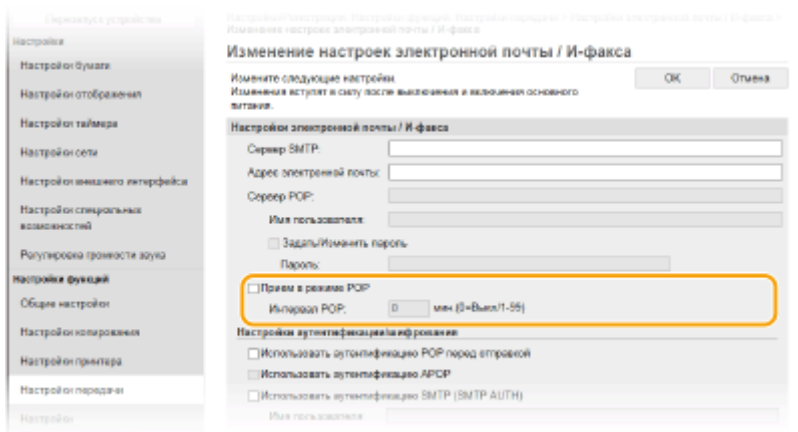 Перезапуск устройства
Настройки
Настройки бумаги
Настройки отображения
Настройки таймера
Настройки сети
Настройки внешнего интерфейса
Настройки специальных
возможностей
Регулировка громкости звука
Настройки функций
Общие настройки
Настройки копирования
Настройки принтера
Настройки передачи
Настройки
Настройки/Регистрация: Настройки функций: Настройки передачи > Настройки электронной почты / И-факса >
Изменение настроек электронной почты / И-факса
Изменение настроек электронной почты / И-факса
Измените следующие настройки.
Изменения вступят в силу после выключения и включения основного
питания.
OK
Отмена
Настройки электронной почты / И-факса
Сервер SMTP:
Адрес электронной почты:
Сервер POP:
Имя пользователя:
Задать/Изменить пароль
Пароль:
Прием в режиме POP
Интервал POP: 0 мин (0=Выкл/1-99)
Настройки аутентификации/шифрования
Использовать аутентификацию POP перед отправкой
Использовать аутентификацию APOP
Использовать аутентификацию SMTP (SMTP AUTH)
Имя пользователя